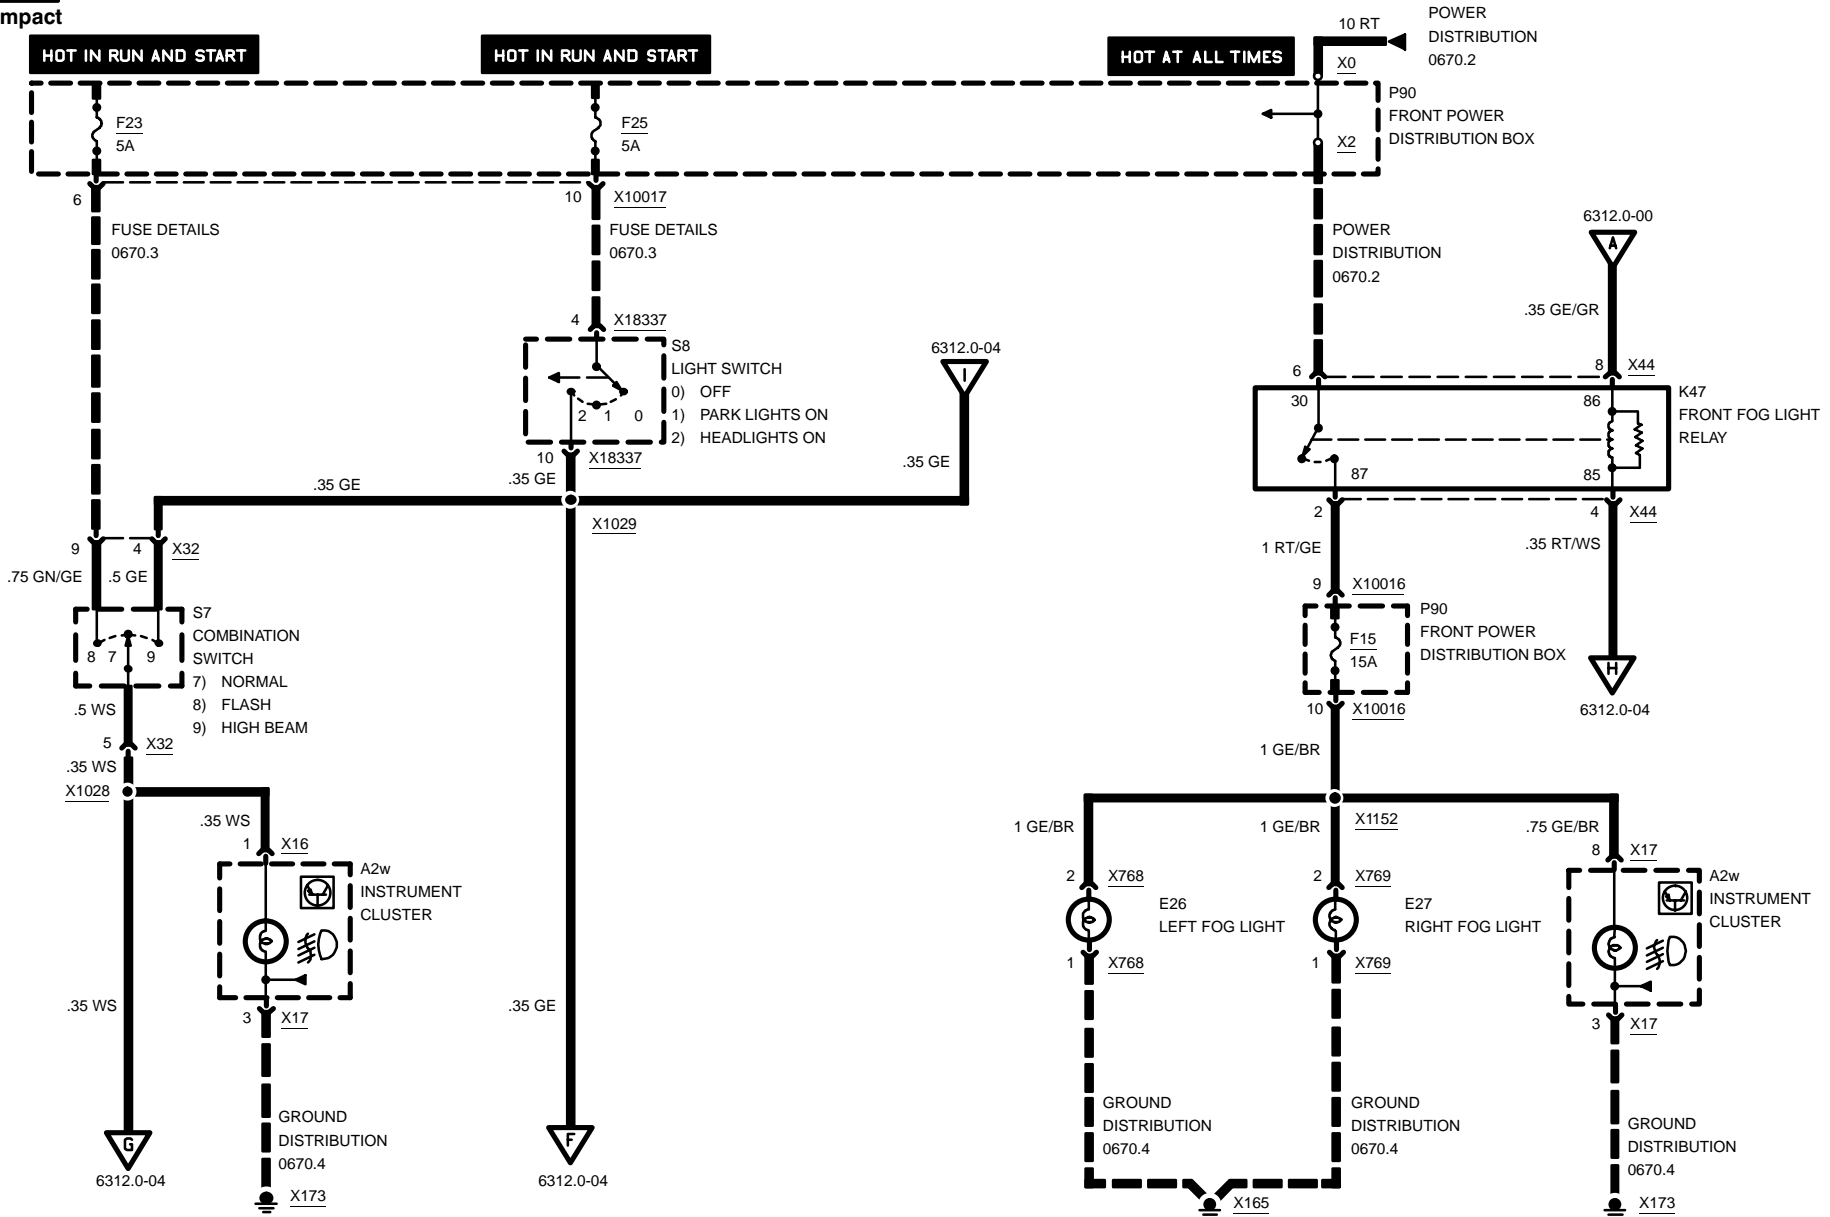 mpact
HOT IN RUN AND START
HOT IN RUN AND START
HOT AT ALL TIMES
10 RT
POWER
DISTRIBUTION
0670.2
X0
P90
FRONT POWER
DISTRIBUTION BOX
X2
F23
5A
F25
5A
6
10
X10017
FUSE DETAILS
0670.3
FUSE DETAILS
0670.3
POWER
DISTRIBUTION
0670.2
6312.0-00
A
.35 GE/GR
4
X18337
S8
LIGHT SWITCH
0) OFF
1) PARK LIGHTS ON
2) HEADLIGHTS ON
2 1 0
10
X18337
6312.0-04
I
.35 GE
.35 GE
.35 GE
X1029
6
8
X44
K47
FRONT FOG LIGHT
RELAY
30
86
87
85
2
4
X44
1 RT/GE
.35 RT/WS
9
4
X32
.75 GN/GE
.5 GE
S7
COMBINATION
SWITCH
7) NORMAL
8) FLASH
9) HIGH BEAM
8 7 9
.5 WS
5
X32
.35 WS
X1028
.35 WS
1
X16
A2w
INSTRUMENT
CLUSTER
3
X17
.35 WS
.35 GE
GROUND
DISTRIBUTION
0670.4
X173
G
6312.0-04
F
6312.0-04
9
X10016
P90
FRONT POWER
DISTRIBUTION BOX
F15
15A
10
X10016
H
6312.0-04
1 GE/BR
X1152
1 GE/BR
1 GE/BR
.75 GE/BR
8
X17
2
X768
2
X769
A2w
INSTRUMENT
CLUSTER
E26
LEFT FOG LIGHT
E27
RIGHT FOG LIGHT
1
X768
1
X769
3
X17
GROUND
DISTRIBUTION
0670.4
GROUND
DISTRIBUTION
0670.4
GROUND
DISTRIBUTION
0670.4
X165
X173